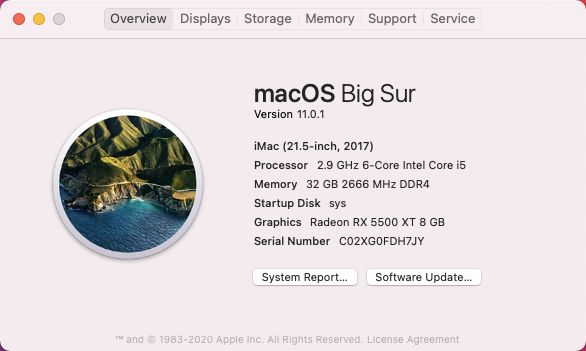 Overview Displays Storage Memory Support Service
macOS Big Sur
Version 11.0.1
iMac (21.5-inch, 2017)
Processor 2.9 GHz 6-Core Intel Core i5
Memory 32 GB 2666 MHz DDR4
Startup Disk sys
Graphics Radeon RX 5500 XT 8 GB
Serial Number C02XG0FDH7JY
System Report... Software Update...
™ and © 1983-2020 Apple Inc. All Rights Reserved. License Agreement